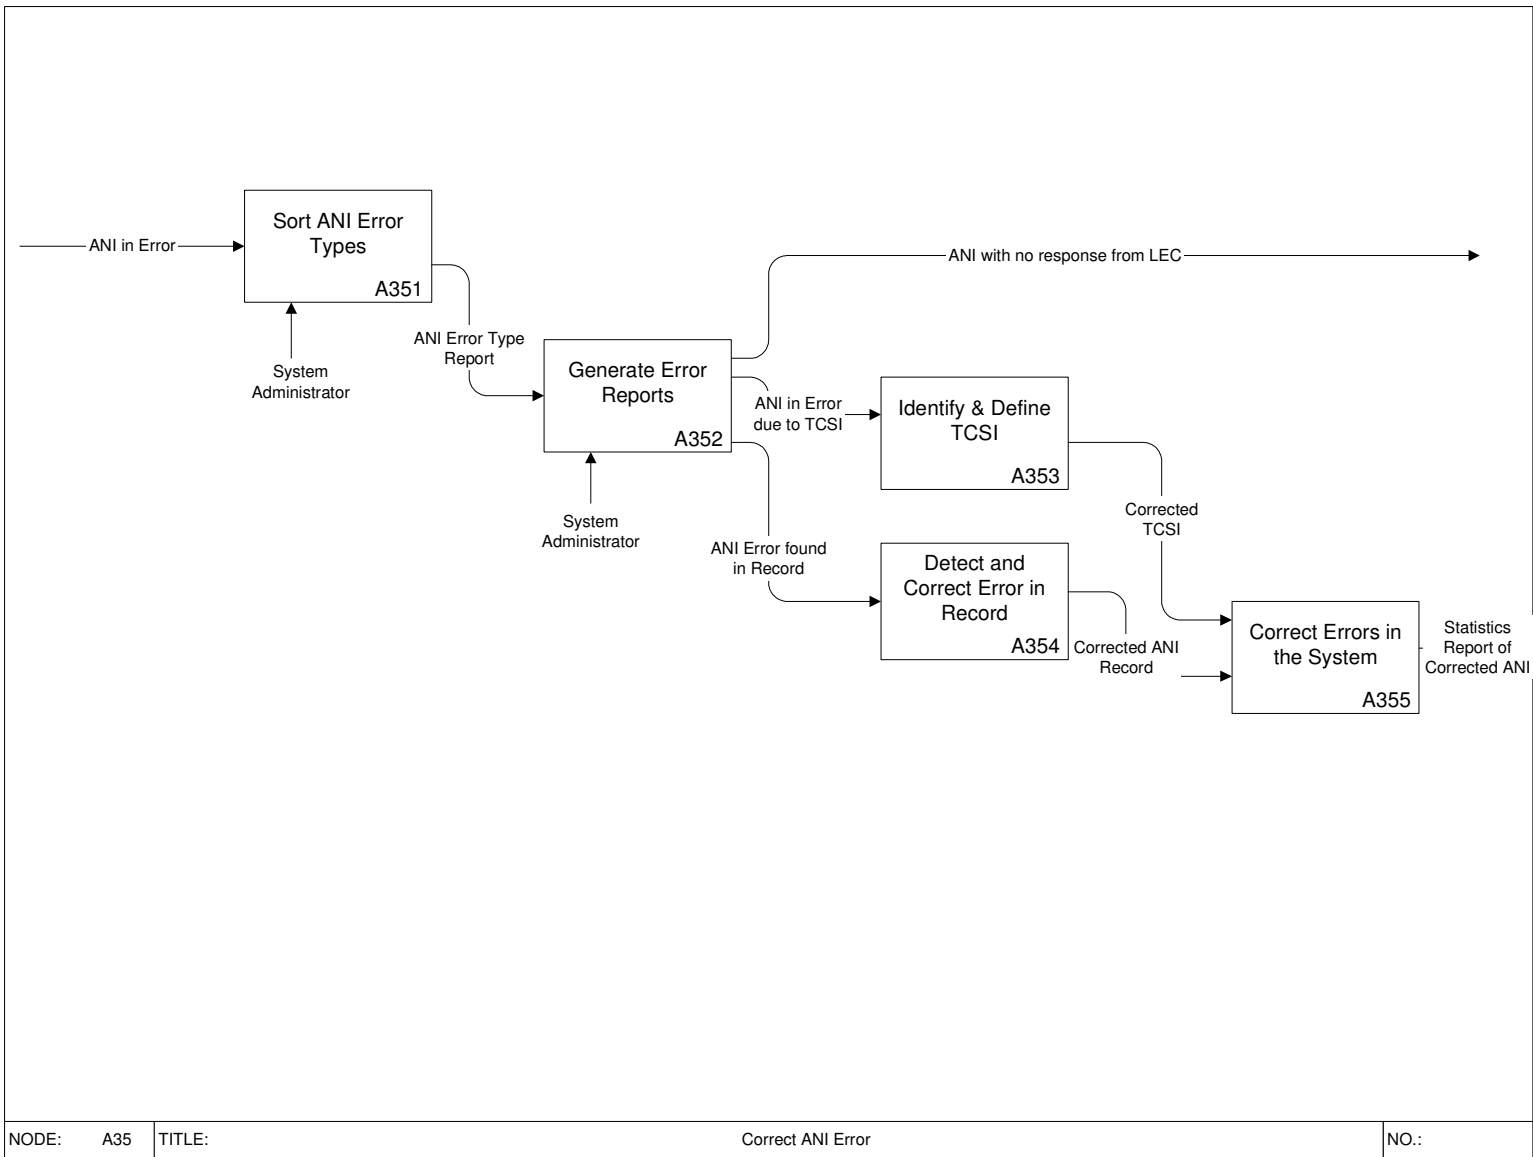 Sort ANI Error
Types
A351
ANI in Error
System
Administrator
ANI Error Type
Report
Generate Error
Reports
A352
System
Administrator
ANI with no response from LEC
ANI in Error
due to TCSI
Identify & Define
TCSI
A353
ANI Error found
in Record
Detect and
Correct Error in
Record
A354
Corrected
TCSI
Corrected ANI
Record
Correct Errors in
the System
A355
Statistics
Report of
Corrected ANI
NODE: A35 TITLE: Correct ANI Error NO.: